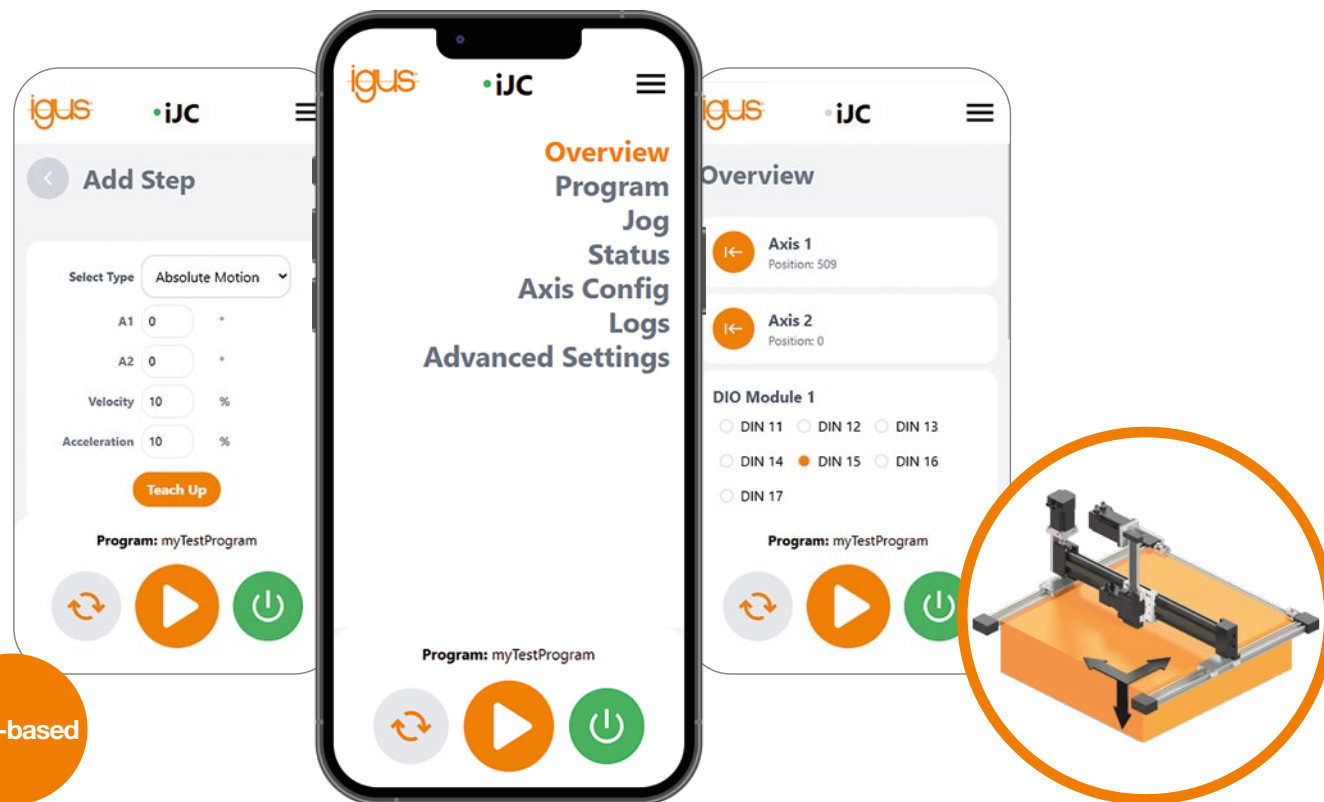 igus
iJC
Add Step
Select Type Absolute Motion
A1 0 °
A2 0 °
Velocity 10 %
Acceleration 10 %
Teach Up
Program: myTestProgram
igus
iJC
Overview
Program
Jog
Status
Axis Config
Logs
Advanced Settings
Program: myTestProgram
igus
iJC
Overview
Axis 1
Position: 509
Axis 2
Position: 0
DIO Module 1
DIN 11 DIN 12 DIN 13
DIN 14 DIN 15 DIN 16
DIN 17
Program: myTestProgram
-based